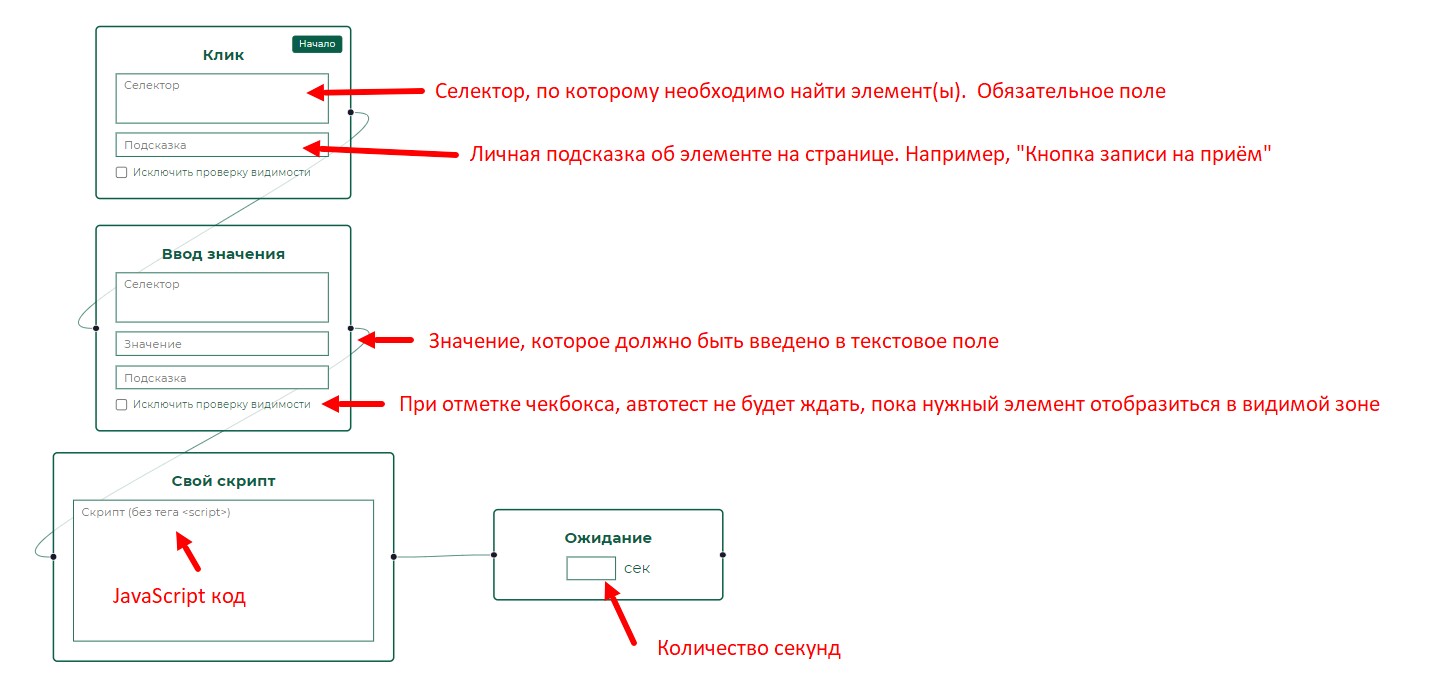 Начало
Клик
Селектор
Селектор, по которому необходимо найти элемент(ы). Обязательное поле
Подсказка
Личная подсказка об элементе на странице. Например, "Кнопка записи на приём"
Исключить проверку видимости
Ввод значения
Селектор
Значение
Значение, которое должно быть введено в текстовое поле
Подсказка
Исключить проверку видимости
При отметке чекбокса, автотест не будет ждать, пока нужный элемент отобразиться в видимой зоне
Свой скрипт
Скрипт (без тега <script>)
JavaScript код
Ожидание
сек
Количество секунд